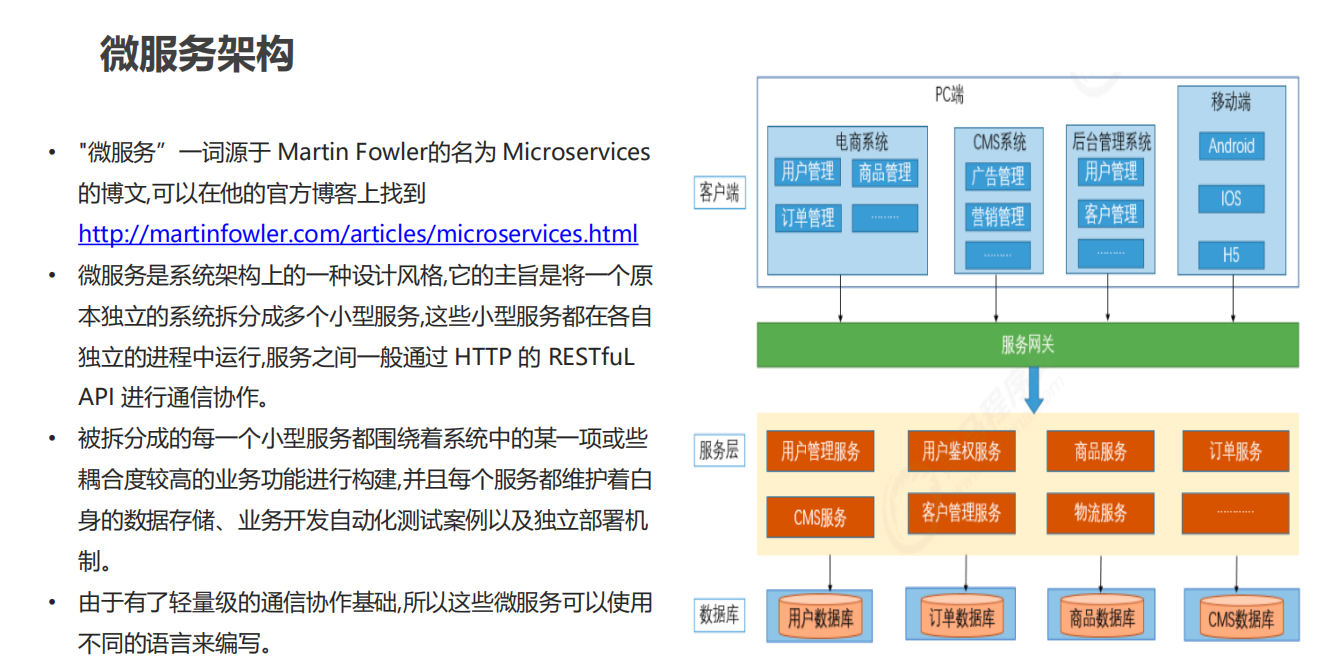 微服务架构
• "微服务” 一词源于 Martin Fowler的名为 Microservices
的博文,可以在他的官方博客上找到
http://martinfowler.com/articles/microservices.html
• 微服务是系统架构上的一种设计风格,它的主旨是将一个原
本独立的系统拆分成多个小型服务,这些小型服务都在各自
独立的进程中运行,服务之间一般通过 HTTP 的 RESTfuL
API 进行通信协作。
• 被拆分成的每一个小型服务都围绕着系统中的某一项或些
耦合度较高的业务功能进行构建,并且每个服务都维护着白
身的数据存储、业务开发自动化测试案例以及独立部署机
制。
• 由于有了轻量级的通信协作基础,所以这些微服务可以使用
不同的语言来编写。
客户端
PC端
电商系统
用户管理 商品管理
订单管理 ………
CMS系统
广告管理
营销管理
………
后台管理系统
用户管理
客户管理
………
移动端
Android
IOS
H5
服务网关
服务层
用户管理服务 用户鉴权服务 商品服务 订单服务
CMS服务 客户管理服务 物流服务 …………
数据库
用户数据库 订单数据库 商品数据库 CMS数据库